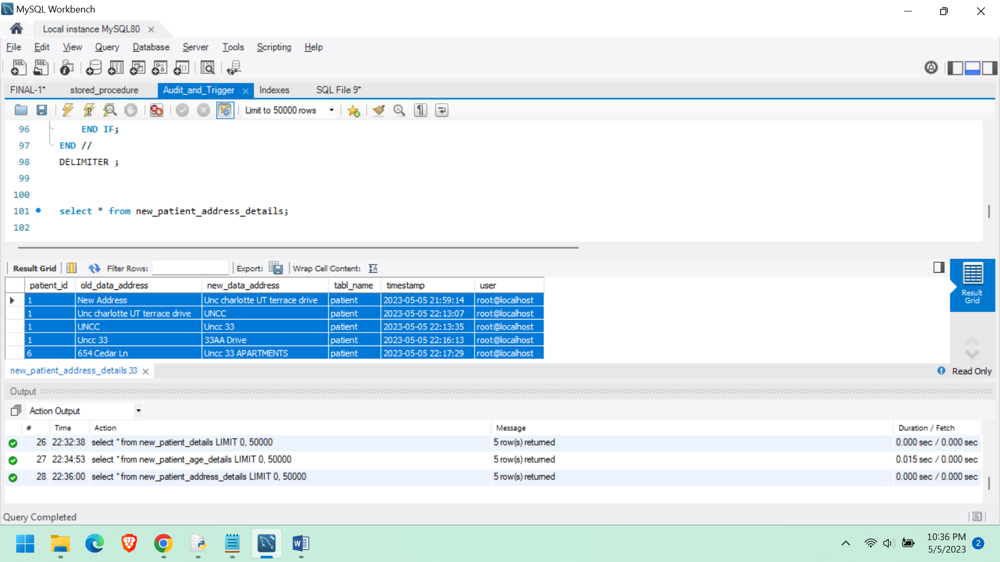 MySQL Workbench
Local instance MySQL80
File Edit View Query Database Server Tools Scripting Help
FINAL-1* stored_procedure Audit_and_Trigger Indexes SQL File 9*
Limit to 50000 rows
96 END IF;
97 END //
98 DELIMITER ;
99
100
101 select * from new_patient_address_details;
102
Result Grid Filter Rows: Export: Wrap Cell Content:
Result
Grid
patient_id old_data_address new_data_address tabl_name timestamp user
1 New Address Unc charlotte UT terrace drive patient 2023-05-05 21:59:14 root@localhost
1 Unc charlotte UT terrace drive UNCC patient 2023-05-05 22:13:07 root@localhost
1 UNCC Uncc 33 patient 2023-05-05 22:13:35 root@localhost
1 Uncc 33 33AA Drive patient 2023-05-05 22:16:13 root@localhost
6 654 Cedar Ln Uncc 33 APARTMENTS patient 2023-05-05 22:17:29 root@localhost
new_patient_address_details 33 Read Only
Output
Action Output
# Time Action Message Duration / Fetch
26 22:32:38 select * from new_patient_details LIMIT 0, 50000 5 row(s) returned 0.000 sec / 0.000 sec
27 22:34:53 select * from new_patient_age_details LIMIT 0, 50000 5 row(s) returned 0.015 sec / 0.000 sec
28 22:36:00 select * from new_patient_address_details LIMIT 0, 50000 5 row(s) returned 0.000 sec / 0.000 sec
Query Completed
10:36 PM
5/5/2023
2